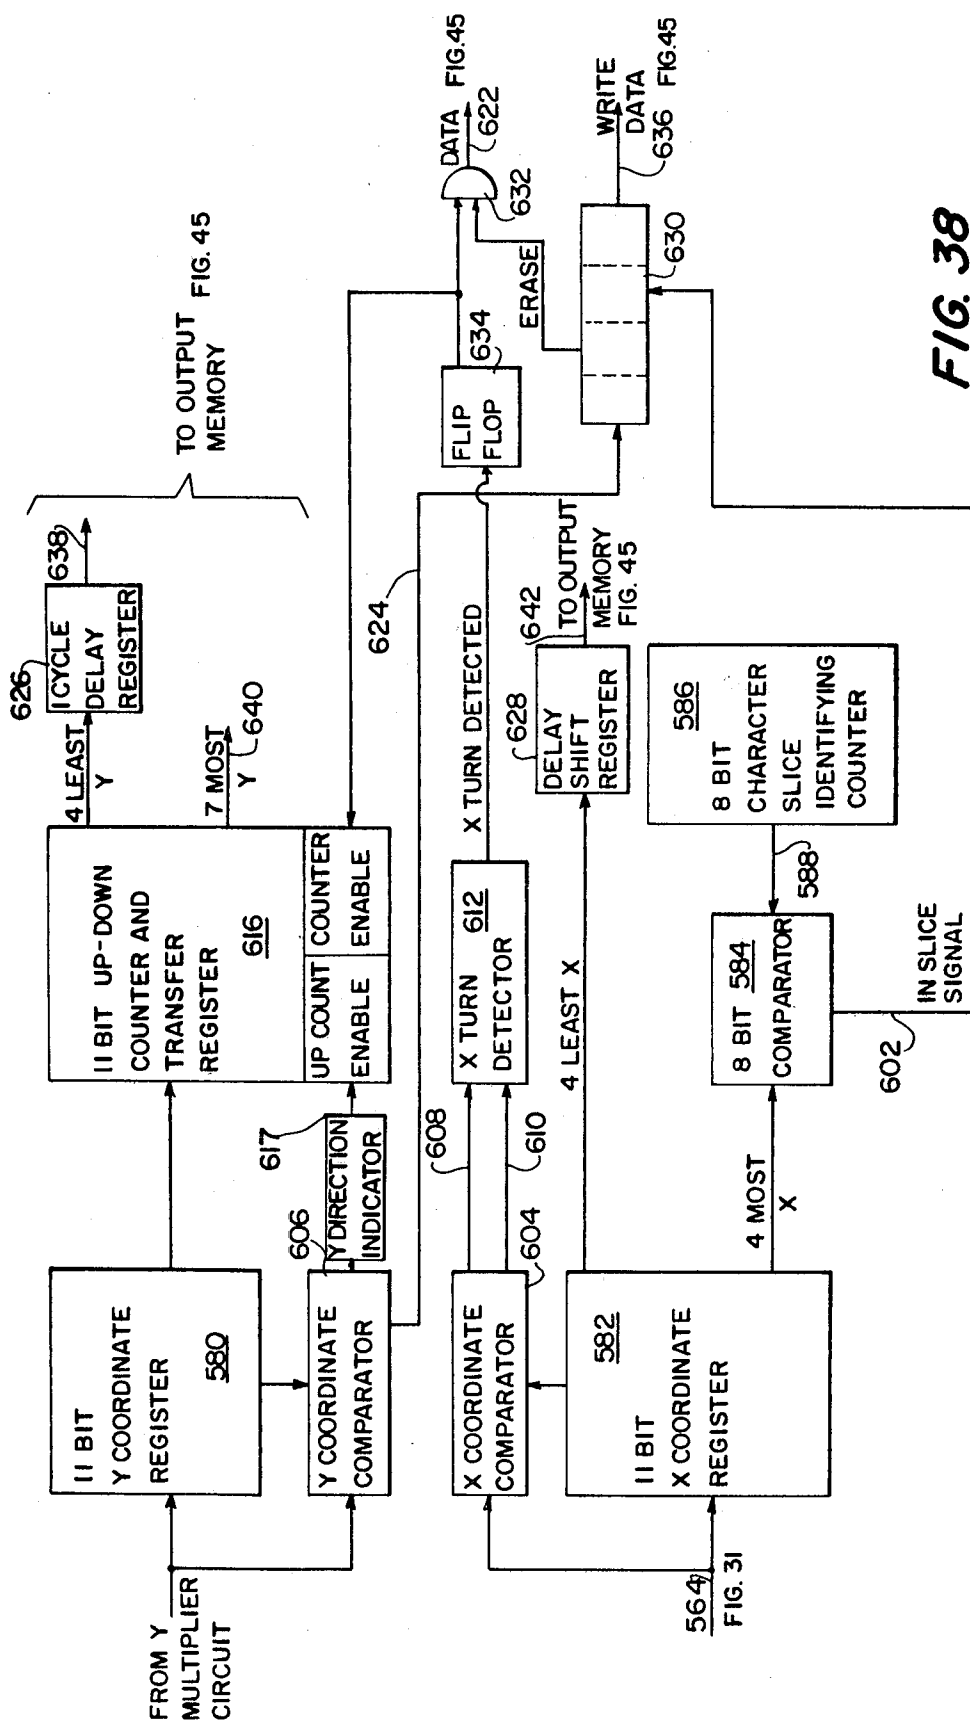 FROM Y
MULTIPLIER
CIRCUIT
11 BIT
Y COORDINATE
REGISTER
580
Y COORDINATE
COMPARATOR
606
Y DIRECTION
INDICATOR
617
11 BIT UP-DOWN
COUNTER AND
TRANSFER
REGISTER
616
UP COUNT
ENABLE
COUNTER
ENABLE
4 LEAST
Y
626
1 CYCLE
DELAY
REGISTER
638
7 MOST
Y
640
TO OUTPUT
MEMORY
FIG. 45
624
X COORDINATE
COMPARATOR
604
608
610
X TURN
DETECTOR
612
X TURN DETECTED
FLIP
FLOP
634
ERASE
632
DATA
622
FIG.45
564
FIG. 31
11 BIT
X COORDINATE
REGISTER
582
4 LEAST X
628
DELAY
SHIFT
REGISTER
642
TO OUTPUT
MEMORY
FIG. 45
630
WRITE
DATA
636
FIG.45
4 MOST
X
8 BIT
COMPARATOR
584
588
586
8 BIT
CHARACTER
SLICE
IDENTIFYING
COUNTER
602
IN SLICE
SIGNAL
FIG. 38